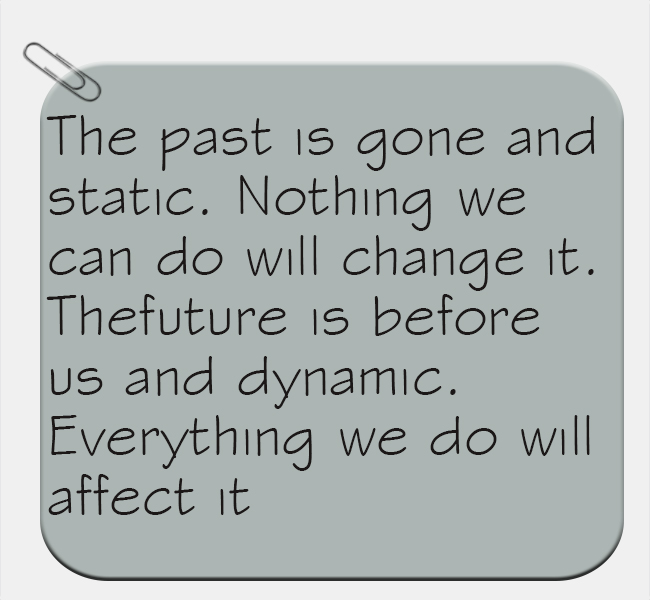 The past is gone and
static. Nothing we
can do will change it.
Thefuture is before
us and dynamic.
Everything we do will
affect it